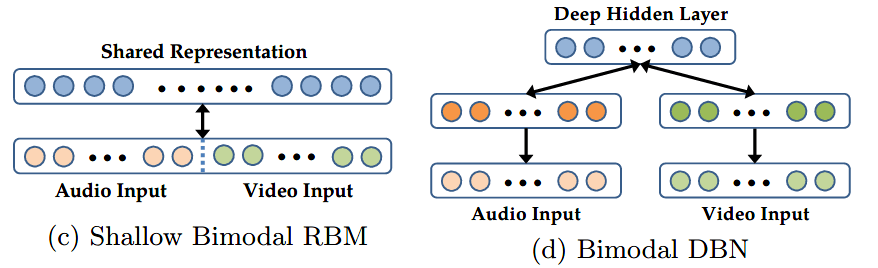 Shared Representation
Audio Input
Video Input
(c) Shallow Bimodal RBM
Deep Hidden Layer
Audio Input
Video Input
(d) Bimodal DBN